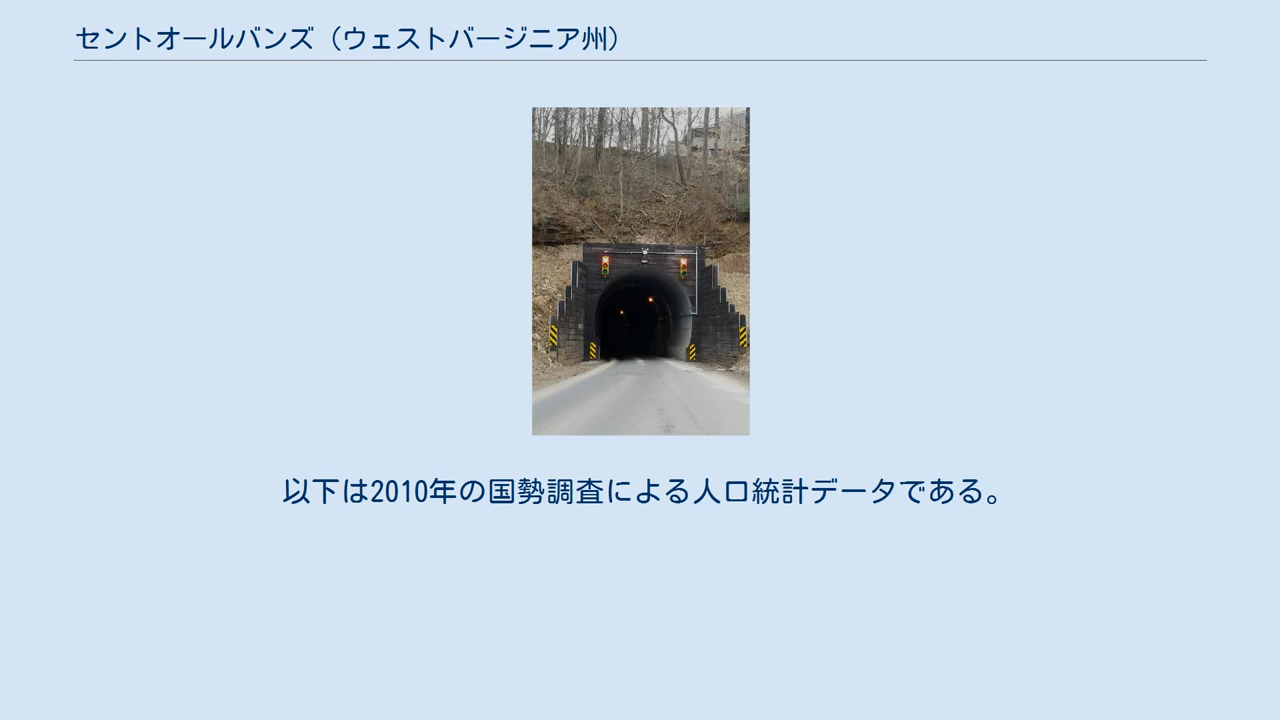 セントオールバンズ（ウェストバージニア州）
以下は2010年の国勢調査による人口統計データである。